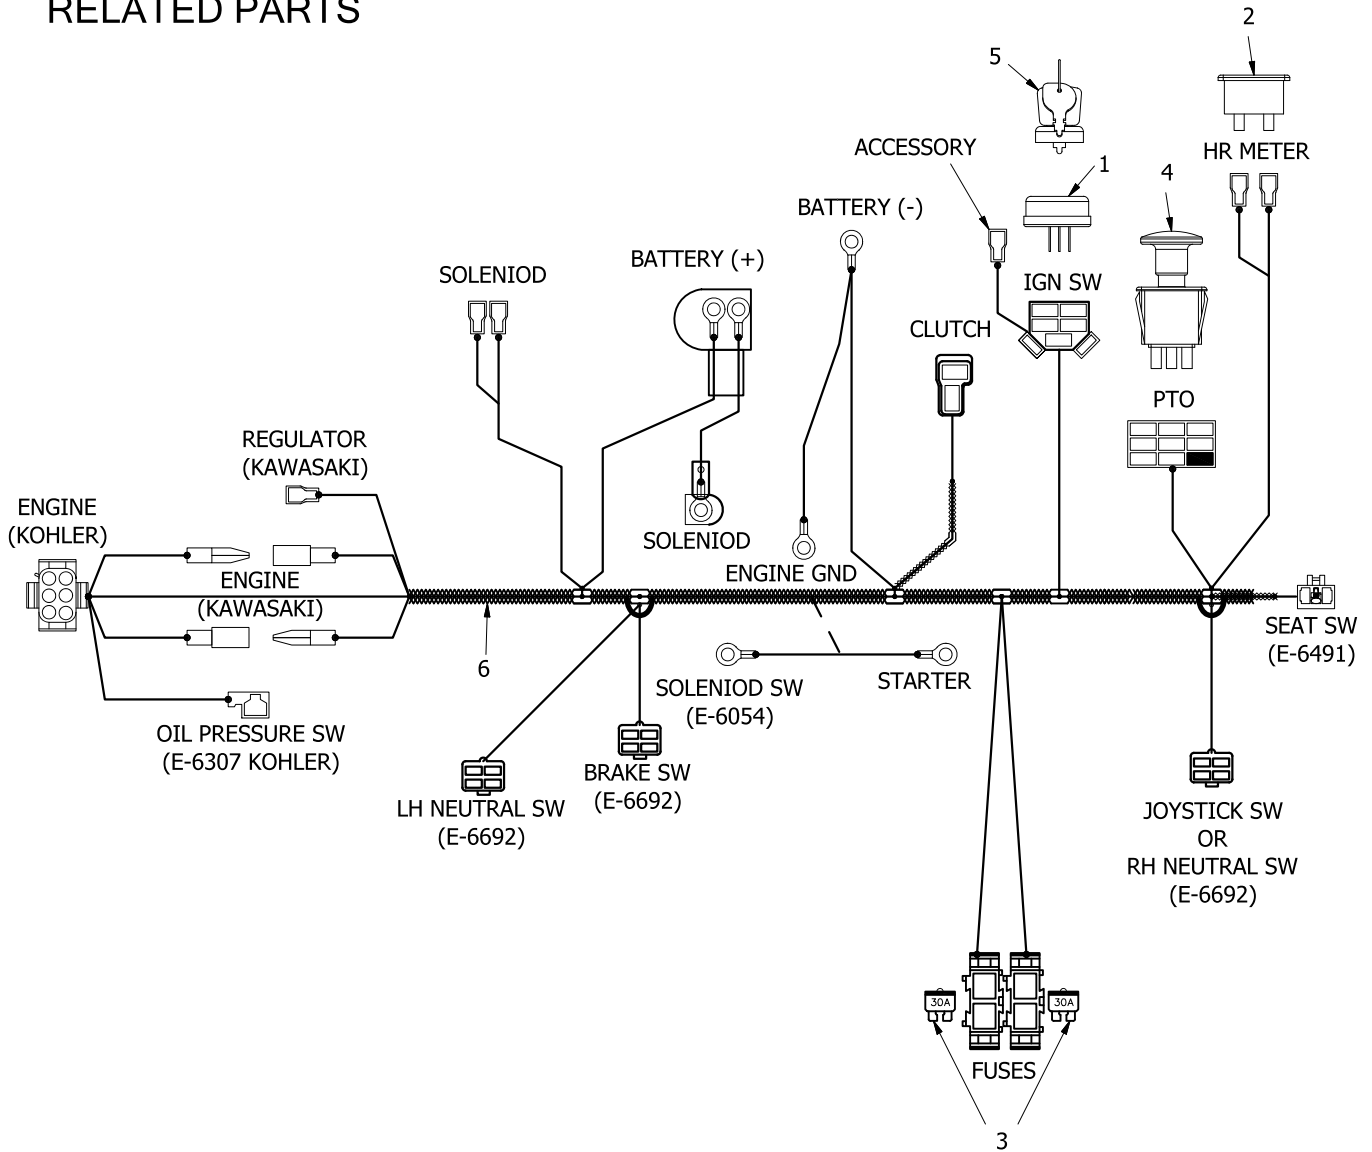 RELATED PARTS
2
5
ACCESSORY
1
HR METER
4
BATTERY (-)
BATTERY (+)
SOLENIOD
IGN SW
CLUTCH
PTO
REGULATOR
(KAWASAKI)
ENGINE
(KOHLER)
SOLENIOD
ENGINE GND
ENGINE
(KAWASAKI)
6
SEAT SW
(E-6491)
SOLENIOD SW
(E-6054)
STARTER
OIL PRESSURE SW
(E-6307 KOHLER)
BRAKE SW
(E-6692)
LH NEUTRAL SW
(E-6692)
JOYSTICK SW
OR
RH NEUTRAL SW
(E-6692)
30A
30A
FUSES
3